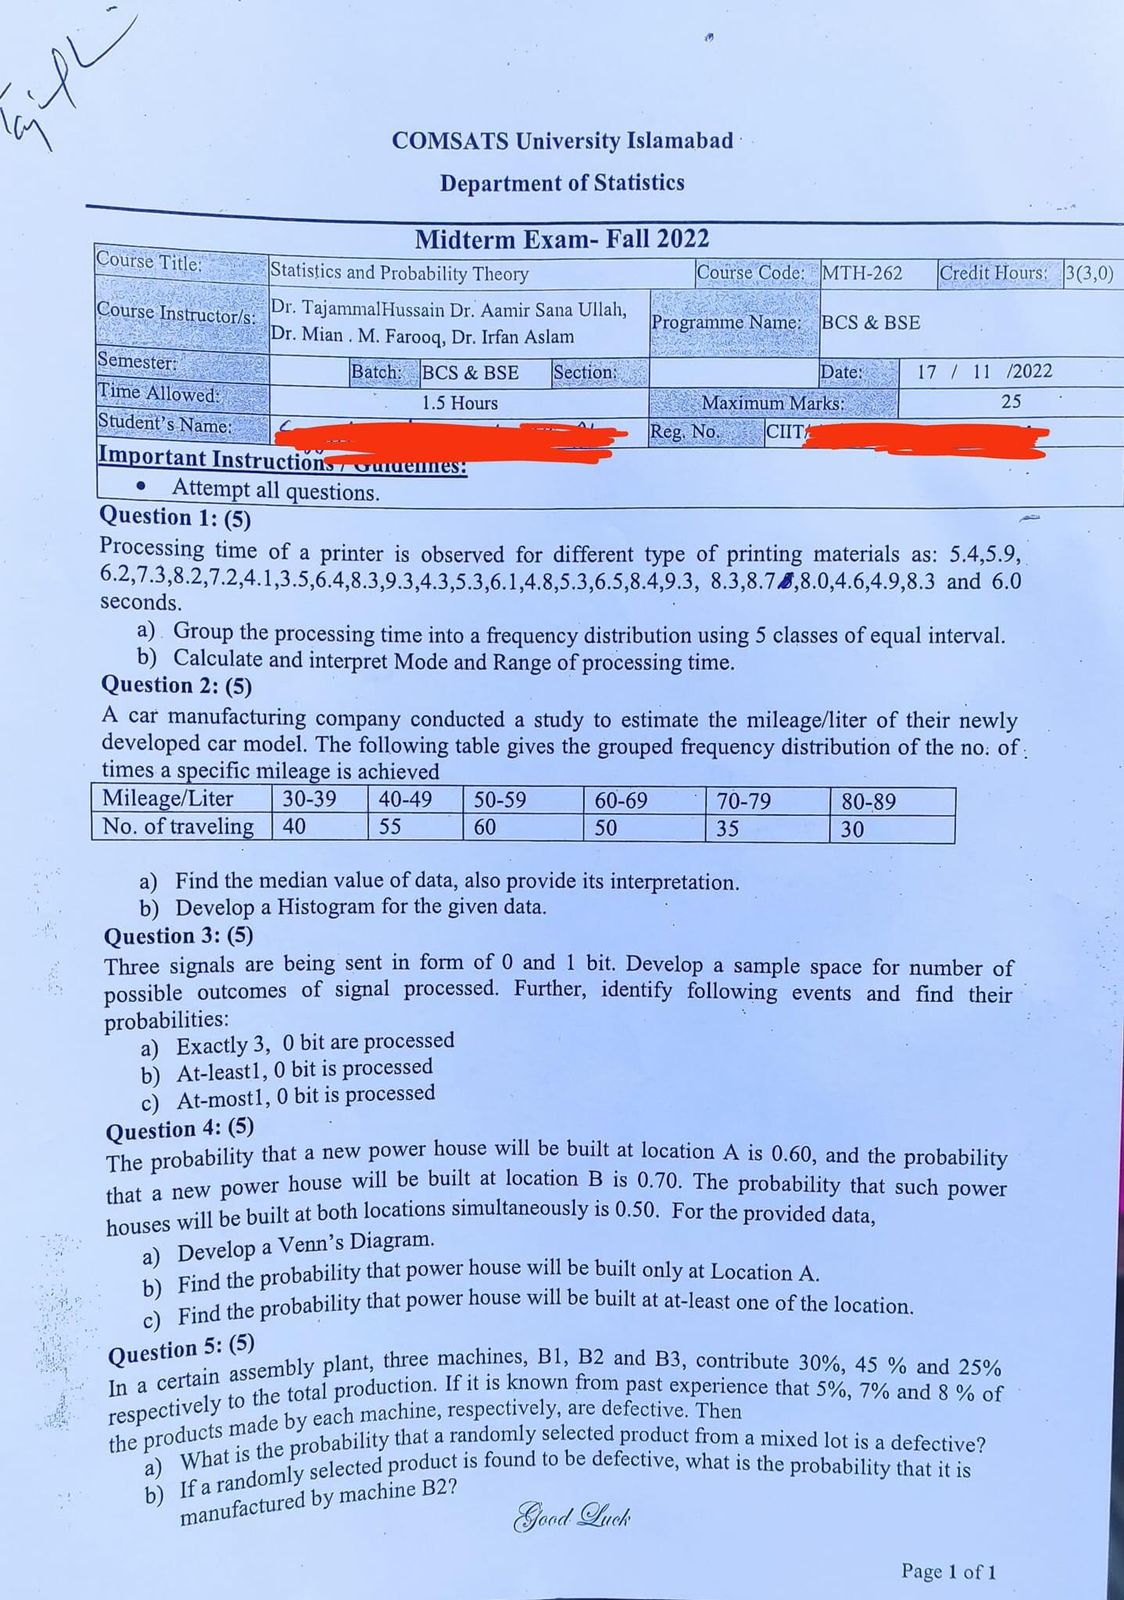 COMSATS University Islamabad
Department of Statistics
Midterm Exam- Fall 2022
Course Title: Statistics and Probability Theory Course Code: MTH-262 Credit Hours: 3(3,0)
Course Instructor/s: Dr. TajammalHussain Dr. Aamir Sana Ullah, Dr. Mian . M. Farooq, Dr. Irfan Aslam Programme Name: BCS & BSE
Semester: Batch: BCS & BSE Section: Date: 17 / 11 /2022
Time Allowed: 1.5 Hours Maximum Marks: 25
Student's Name: Reg. No. CIIT
Important Instructions / Guidelines:
• Attempt all questions.
Question 1: (5)
Processing time of a printer is observed for different type of printing materials as: 5.4,5.9,
6.2,7.3,8.2,7.2,4.1,3.5,6.4,8.3,9.3,4.3,5.3,6.1,4.8,5.3,6.5,8.4,9.3, 8.3,8.7,8.0,4.6,4.9,8.3 and 6.0
seconds.
a) Group the processing time into a frequency distribution using 5 classes of equal interval.
b) Calculate and interpret Mode and Range of processing time.
Question 2: (5)
A car manufacturing company conducted a study to estimate the mileage/liter of their newly
developed car model. The following table gives the grouped frequency distribution of the no. of
times a specific mileage is achieved
Mileage/Liter 30-39 40-49 50-59 60-69 70-79 80-89
No. of traveling 40 55 60 50 35 30
a) Find the median value of data, also provide its interpretation.
b) Develop a Histogram for the given data.
Question 3: (5)
Three signals are being sent in form of 0 and 1 bit. Develop a sample space for number of
possible outcomes of signal processed. Further, identify following events and find their
probabilities:
a) Exactly 3, 0 bit are processed
b) At-least1, 0 bit is processed
c) At-most1, 0 bit is processed
Question 4: (5)
The probability that a new power house will be built at location A is 0.60, and the probability
that a new power house will be built at location B is 0.70. The probability that such power
houses will be built at both locations simultaneously is 0.50. For the provided data,
a) Develop a Venn's Diagram.
b) Find the probability that power house will be built only at Location A.
c) Find the probability that power house will be built at at-least one of the location.
Question 5: (5)
In a certain assembly plant, three machines, B1, B2 and B3, contribute 30%, 45 % and 25%
respectively to the total production. If it is known from past experience that 5%, 7% and 8 % of
the products made by each machine, respectively, are defective. Then
a) What is the probability that a randomly selected product from a mixed lot is a defective?
b) If a randomly selected product is found to be defective, what is the probability that it is
manufactured by machine B2?
Good Luck
Page 1 of 1